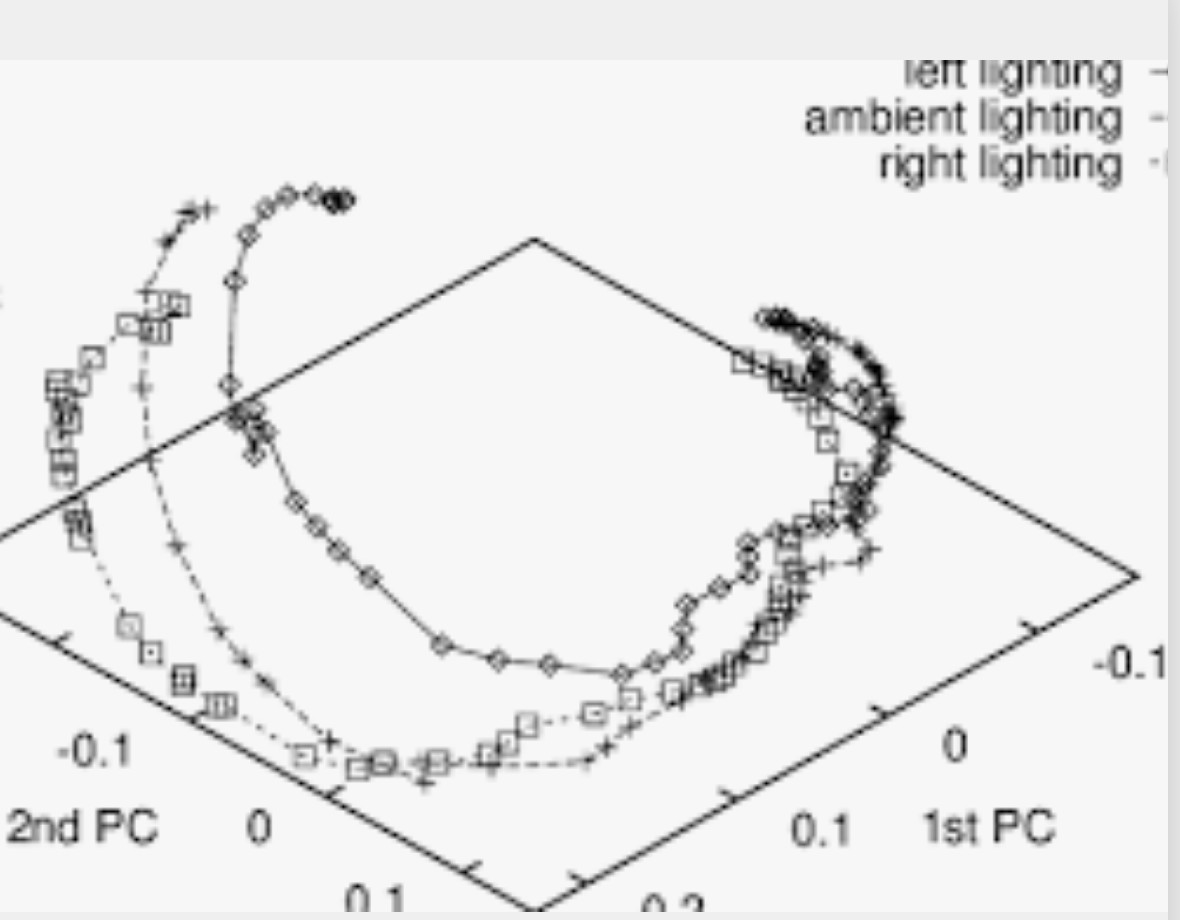 left lighting
ambient lighting
right lighting
-0.1
-0.1
0
2nd PC
0
0.1
1st PC
0.1